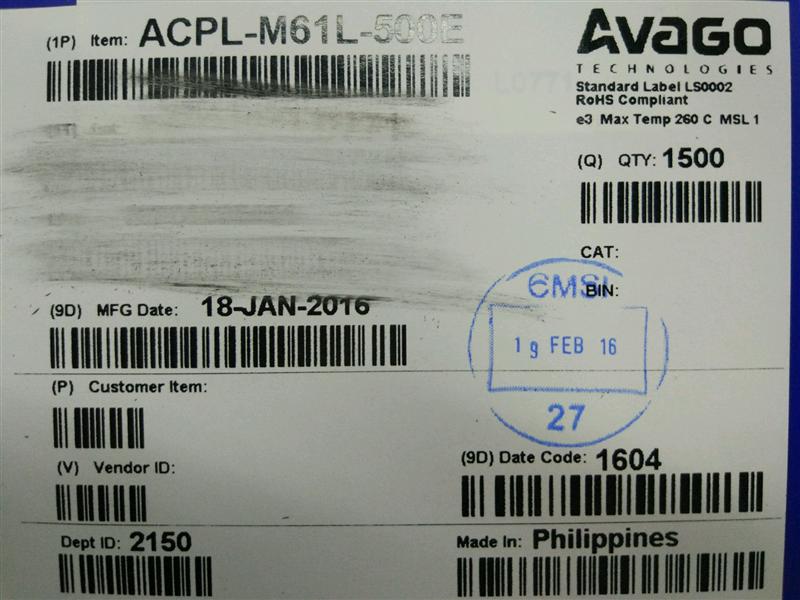 (1P) Item: ACPL-M61L-500E
AVAGO
TECHNOLOGIES
Standard Label LS0002
RoHS Compliant
e3 Max Temp 260 C MSL 1
(Q) QTY: 1500
CAT:
BIN:
(9D) MFG Date: 18-JAN-2016
19 FEB 16
27
(P) Customer Item:
(V) Vendor ID:
(9D) Date Code: 1604
Dept ID: 2150
Made In: Philippines